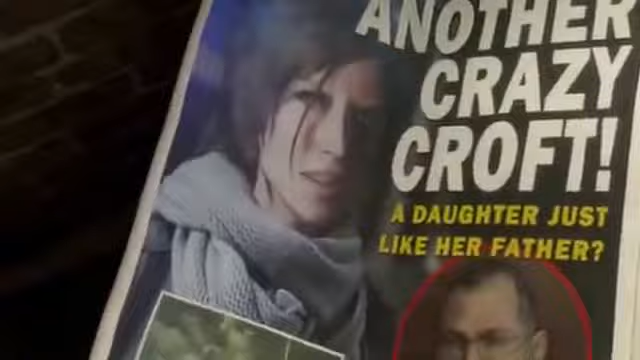 ANOTHER
CRAZY
CROFT!
A DAUGHTER JUST
LIKE HER FATHER?